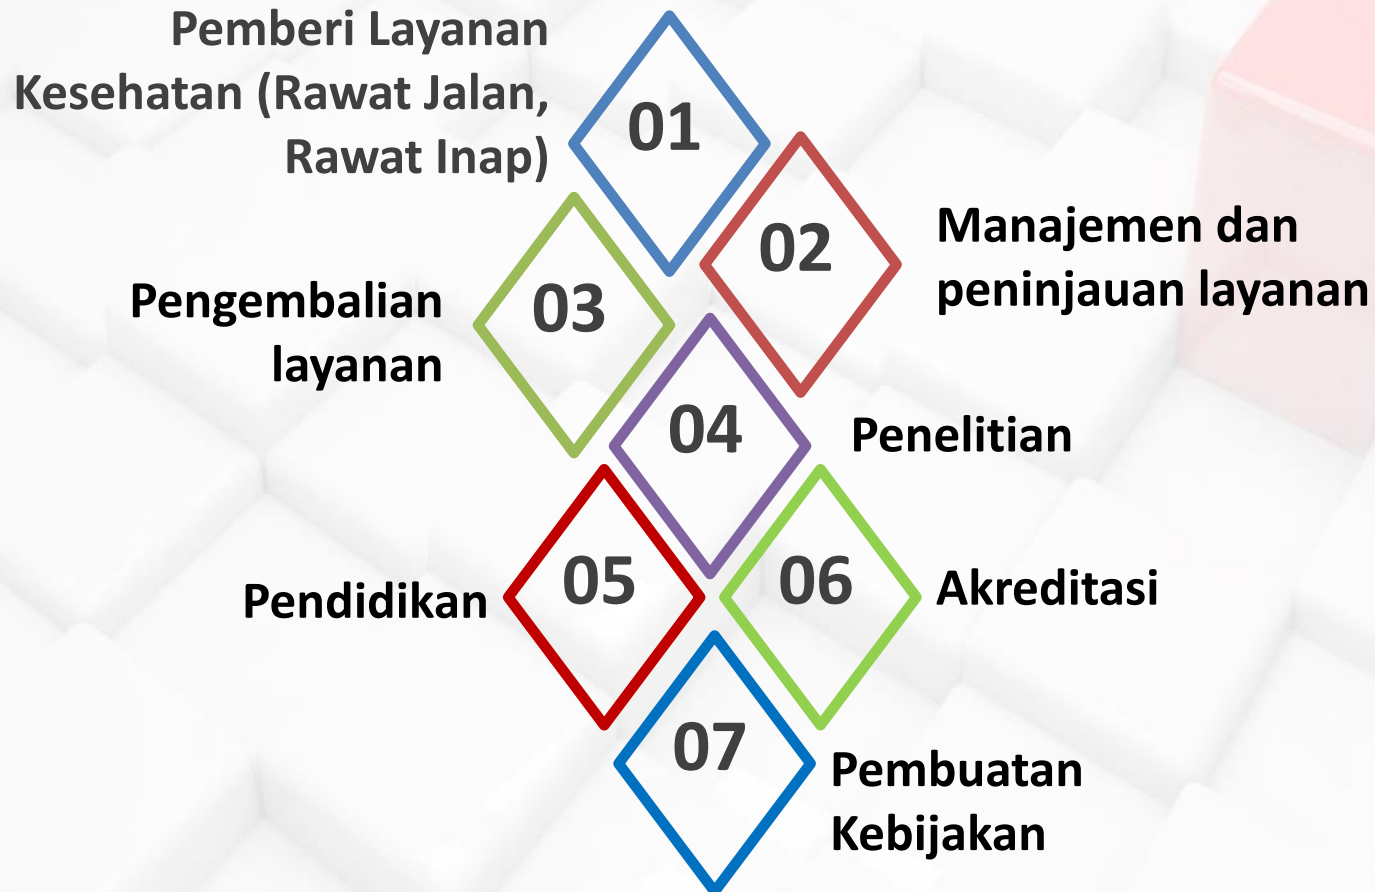 Pemberi Layanan
Kesehatan (Rawat Jalan,
Rawat Inap)
01
02
Manajemen dan
peninjauan layanan
03
Pengembalian
layanan
04
Penelitian
05
Pendidikan
06
Akreditasi
07
Pembuatan
Kebijakan